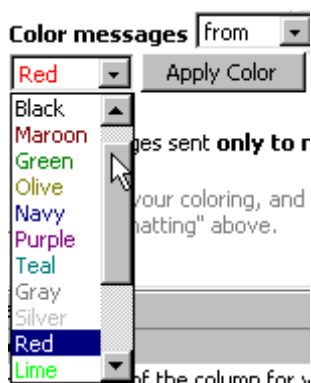 Color messages from
Red Apply Color
Black
Maroon
ges sent only to
Green
Olive
your coloring, and
Navy
natting" above.
Purple
Teal
Gray
Silver
Red
Lime
of the column for